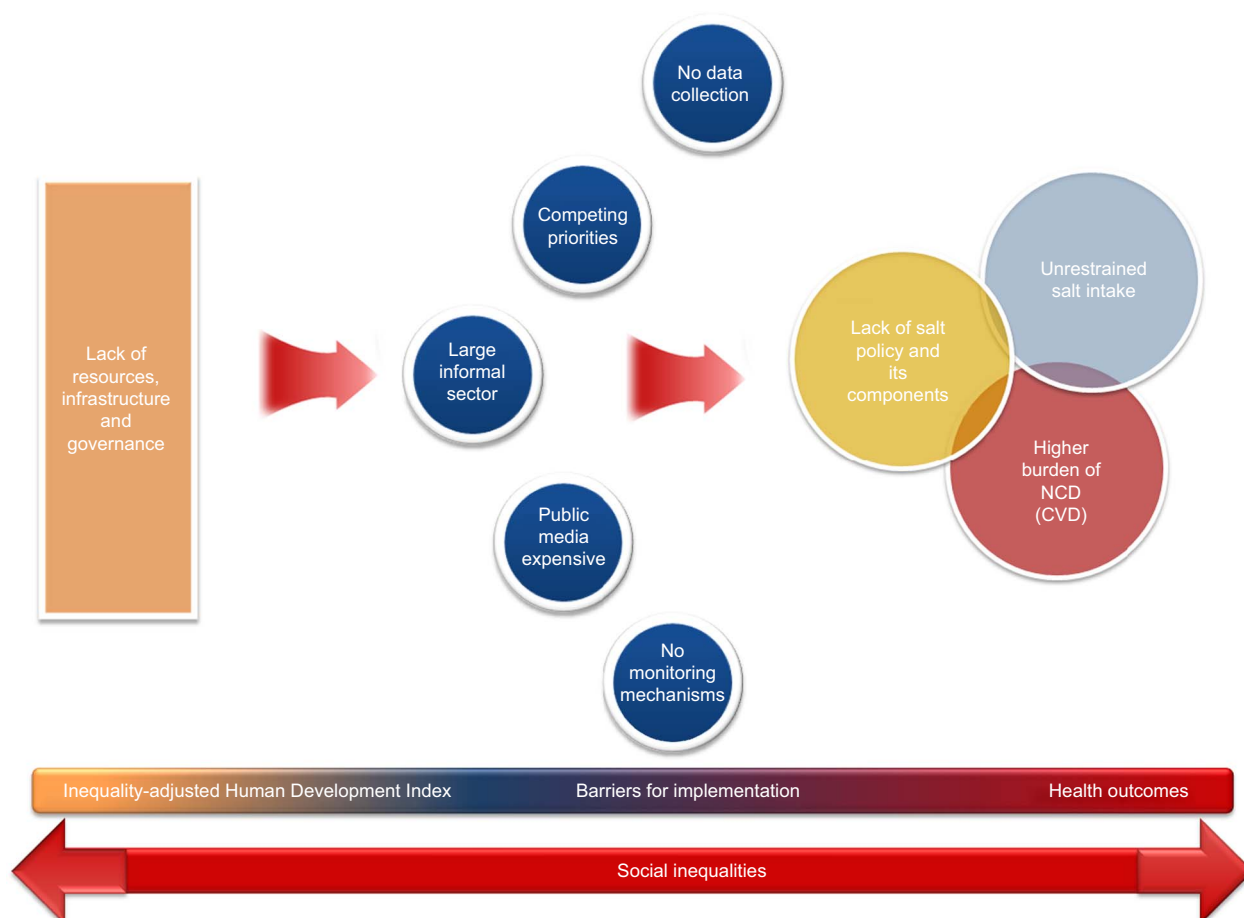 No data
collection
Competing
priorities
Large
informal
sector
Public
media
expensive
No
monitoring
mechanisms
Lack of
resources,
infrastructure
and
governance
Lack of salt
policy and
its
components
Unrestrained
salt intake
Higher
burden of
NCD
(CVD)
Inequality-adjusted Human Development Index
Barriers for implementation
Health outcomes
Social inequalities